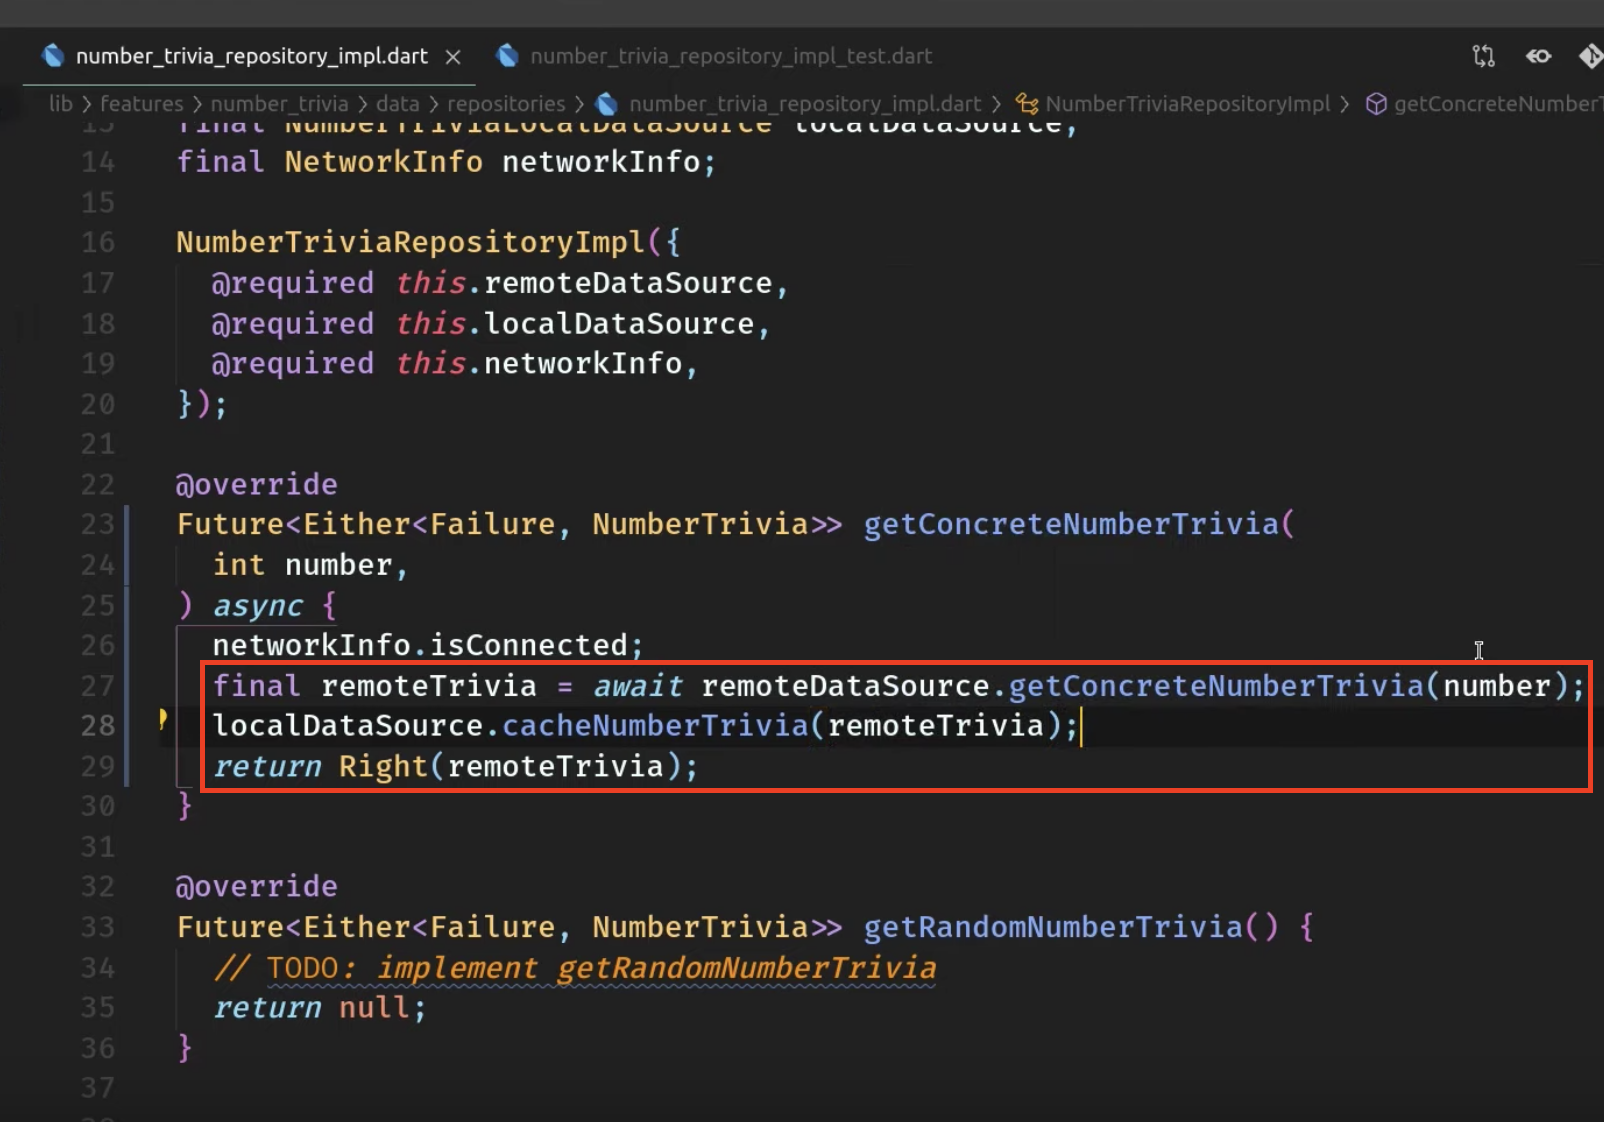 number_trivia_repository_impl.dart
number_trivia_repository_impl_test.dart
lib > features > number_trivia > data > repositories > number_trivia_repository_impl.dart > NumberTriviaRepositoryImpl > getConcreteNumberT
13 final NumberTriviaLocalDataSource localDataSource;
14 final NetworkInfo networkInfo;
15
16 NumberTriviaRepositoryImpl({
17 @required this.remoteDataSource,
18 @required this.localDataSource,
19 @required this.networkInfo,
20 });
21
22 @override
23 Future<Either<Failure, NumberTrivia>> getConcreteNumberTrivia(
24 int number,
25 ) async {
26 networkInfo.isConnected;
27 final remoteTrivia = await remoteDataSource.getConcreteNumberTrivia(number);
28 localDataSource.cacheNumberTrivia(remoteTrivia);
29 return Right(remoteTrivia);
30 }
31
32 @override
33 Future<Either<Failure, NumberTrivia>> getRandomNumberTrivia() {
34 // TODO: implement getRandomNumberTrivia
35 return null;
36 }
37